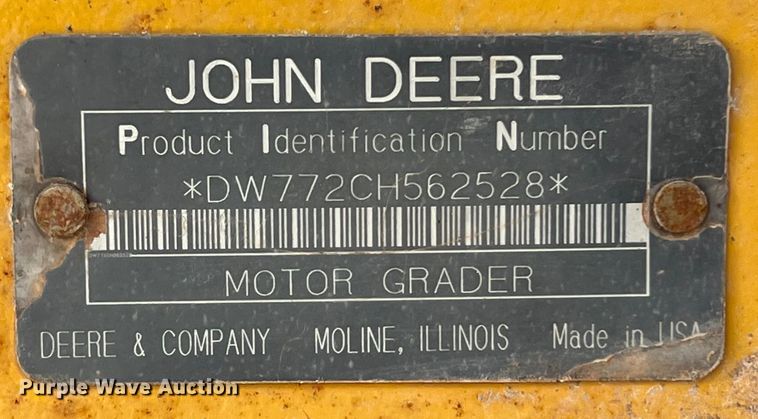 JOHN DEERE
Product Identification Number
*DW772CH562528*
MOTOR GRADER
DEERE & COMPANY MOLINE, ILLINOIS Made in USA
Purple Wave Auction